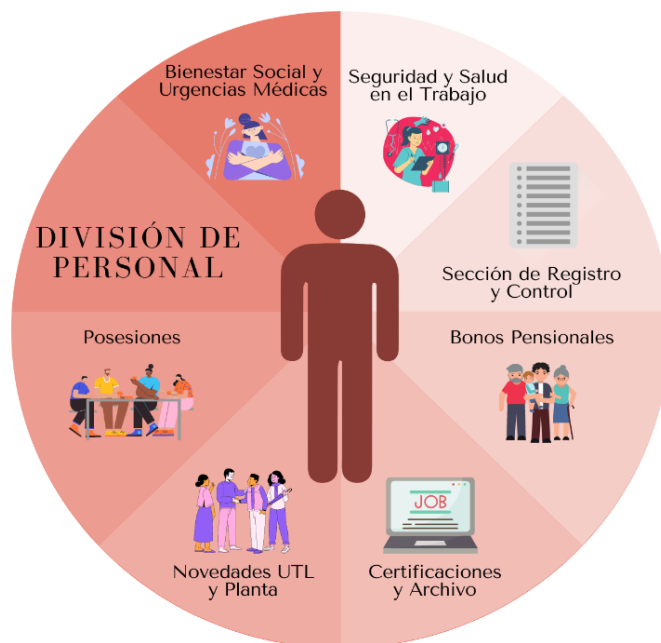 Bienestar Social y
Urgencias Médicas
Seguridad y Salud
en el Trabajo
DIVISIÓN DE
PERSONAL
Sección de Registro
y Control
Posesiones
Bonos Pensionales
JOB
Novedades UTL
y Planta
Certificaciones
y Archivo